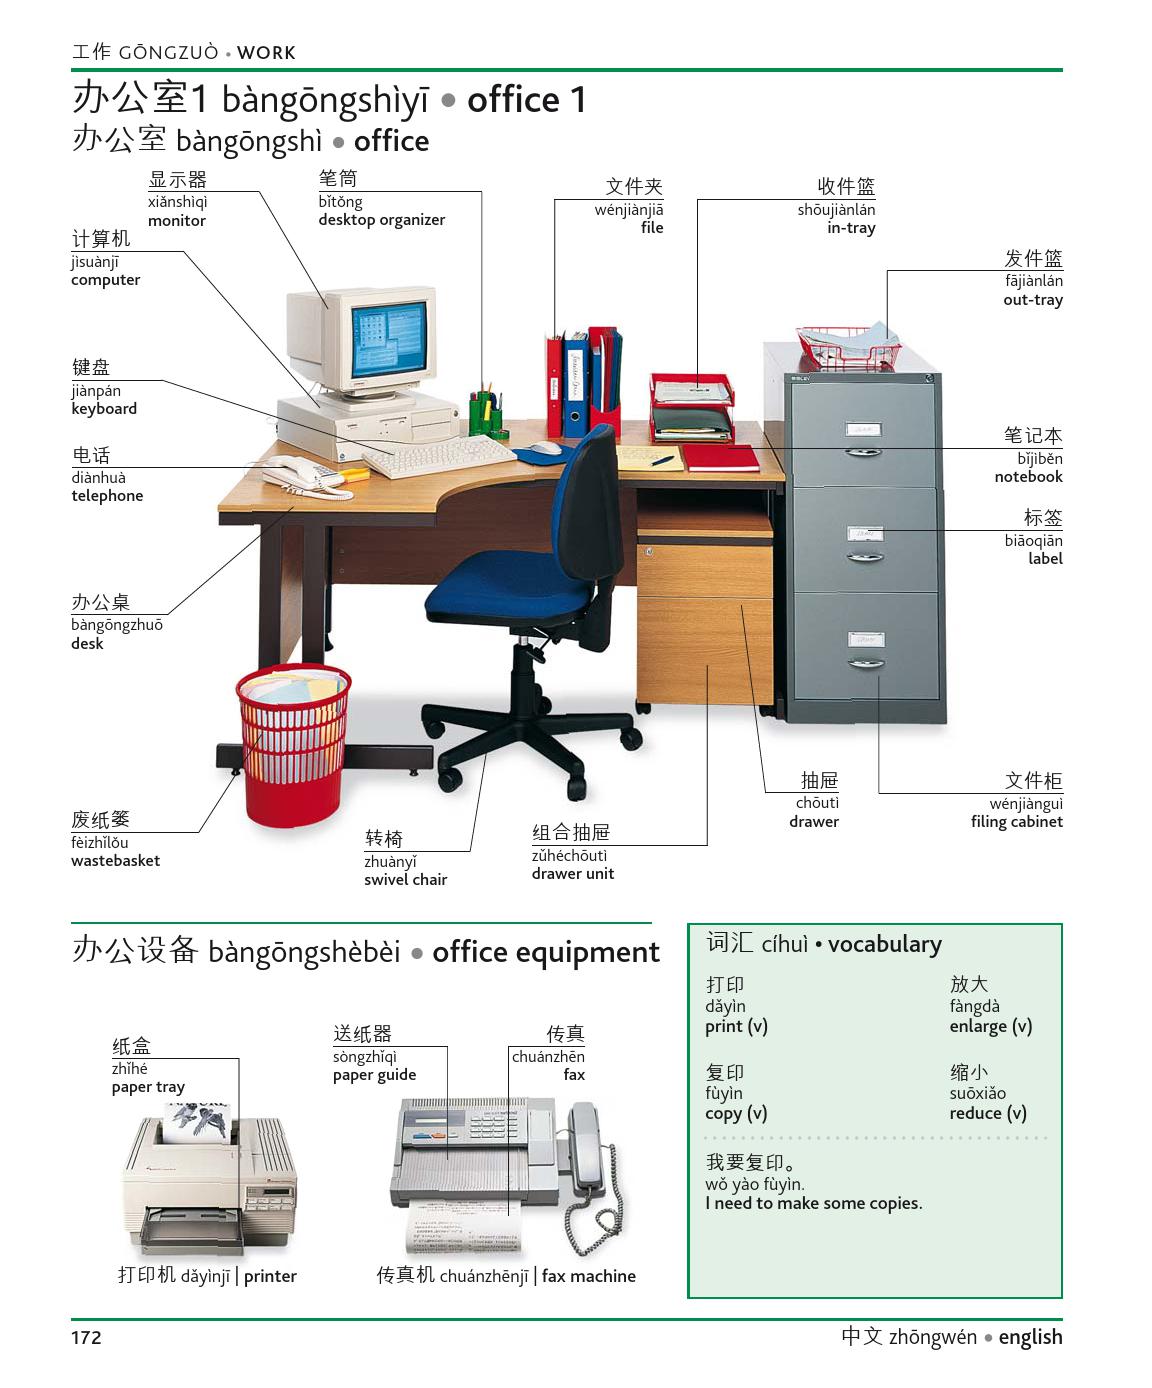 工作 GŌNGZUÒ • WORK
办公室1 bàngōngshìyī • office 1
办公室 bàngōngshì • office
显示器
xiǎnshìqì
monitor
笔筒
bǐtǒng
desktop organizer
文件夹
wénjiànjiā
file
收件篮
shōujiànlán
in-tray
计算机
jìsuànjī
computer
发件篮
fājiànlán
out-tray
键盘
jiànpán
keyboard
电话
diànhuà
telephone
笔记本
bǐjìběn
notebook
标签
biāoqiān
label
办公桌
bàngōngzhuō
desk
BISLEY
废纸篓
fèizhǐlǒu
wastebasket
转椅
zhuànyǐ
swivel chair
组合抽屉
zǔhéchōutì
drawer unit
抽屉
chōutì
drawer
文件柜
wénjiànguì
filing cabinet
办公设备 bàngōngshèbèi • office equipment
纸盒
zhǐhé
paper tray
送纸器
sòngzhǐqì
paper guide
传真
chuánzhēn
fax
NATURE
打印机 dǎyìnjī | printer
传真机 chuánzhēnjī | fax machine
词汇 cíhuì • vocabulary
打印
dǎyìn
print (v)
放大
fàngdà
enlarge (v)
复印
fùyìn
copy (v)
缩小
suōxiǎo
reduce (v)
我要复印。
wǒ yào fùyìn.
I need to make some copies.
172
中文 zhōngwén • english